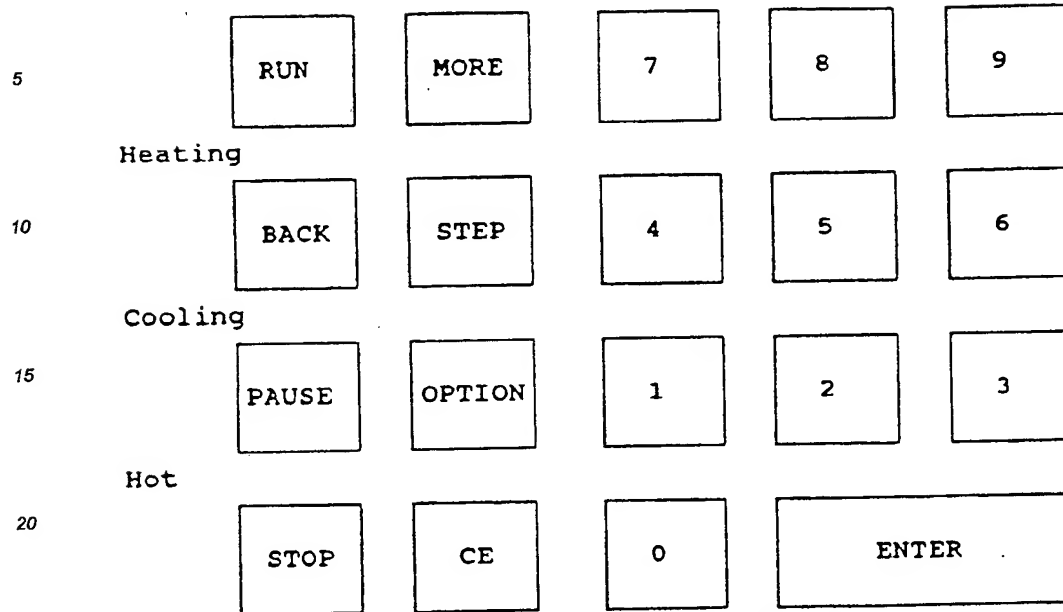 5 RUN MORE 7 8 9
Heating
10 BACK STEP 4 5 6
Cooling
15 PAUSE OPTION 1 2 3
Hot
20 STOP CE 0 ENTER